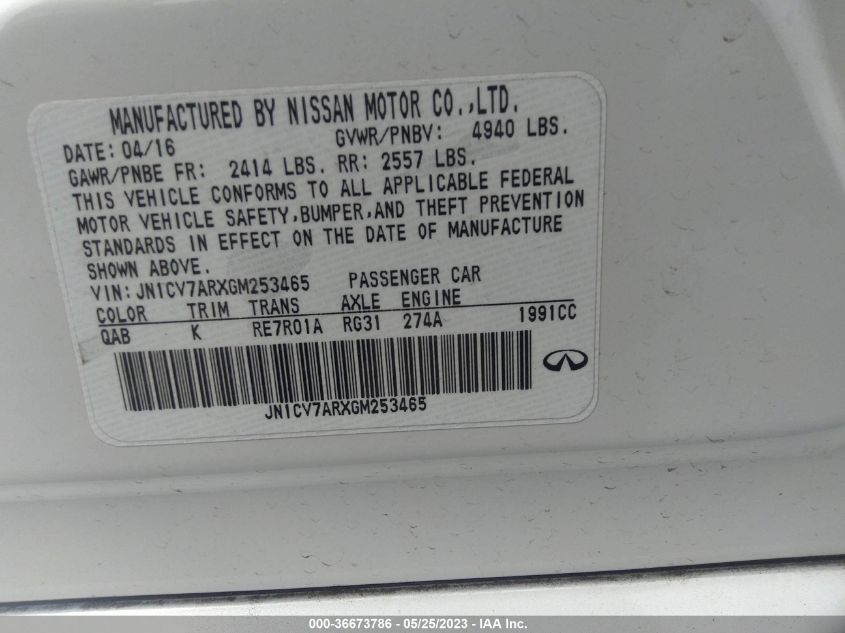 MANUFACTURED BY NISSAN MOTOR CO.,LTD.
DATE: 04/16 GVWR/PNBV: 4940 LBS.
GAWR/PNBE FR: 2414 LBS. RR: 2557 LBS.
THIS VEHICLE CONFORMS TO ALL APPLICABLE FEDERAL
MOTOR VEHICLE SAFETY,BUMPER,AND THEFT PREVENTION
STANDARDS IN EFFECT ON THE DATE OF MANUFACTURE
SHOWN ABOVE.
VIN: JN1CV7ARXGM253465 PASSENGER CAR
COLOR TRIM TRANS AXLE ENGINE
QAB K RE7R01A RG31 274A 1991CC
JN1CV7ARXGM253465
000-36673786 - 05/25/2023 - IAA Inc.